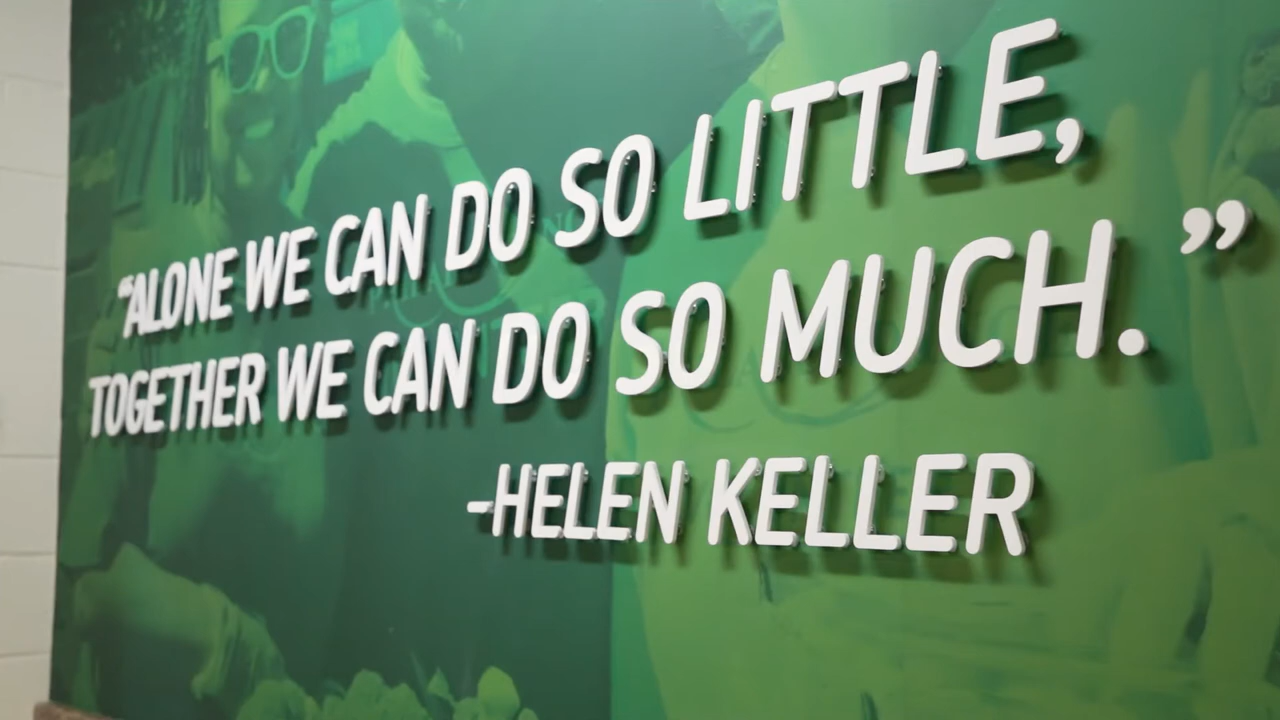 “ALONE WE CAN DO SO LITTLE,
TOGETHER WE CAN DO SO MUCH.”
-HELEN KELLER